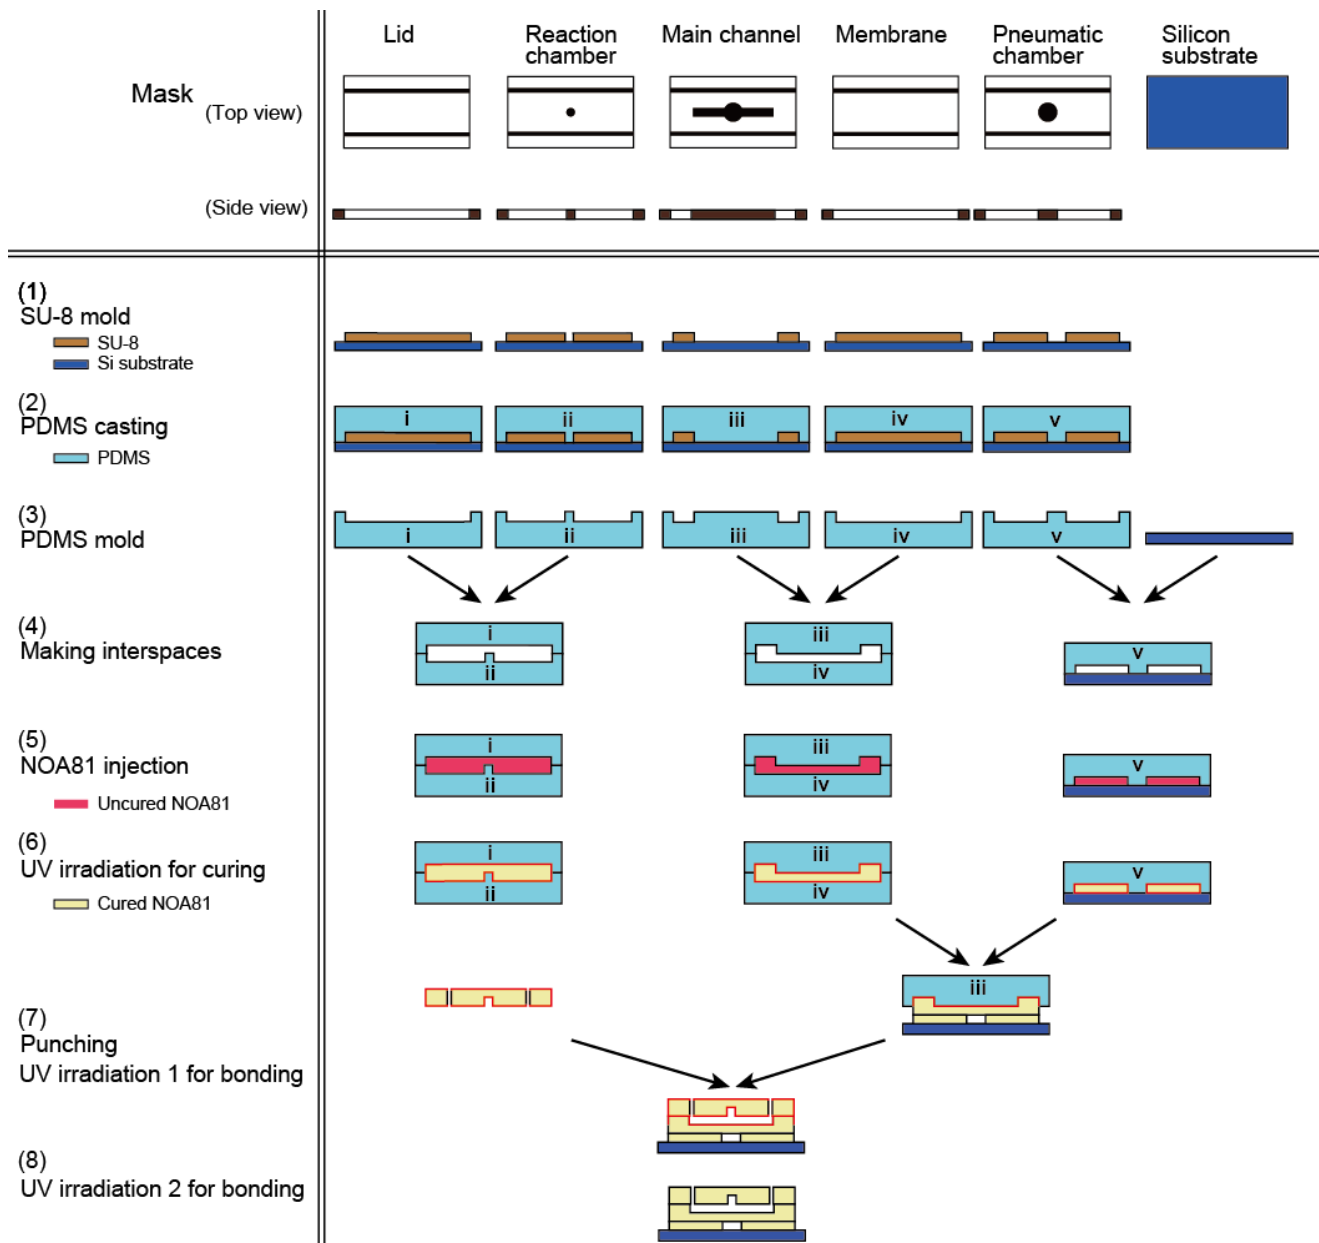 Lid
Reaction
chamber
Main channel
Membrane
Pneumatic
chamber
Silicon
substrate
Mask
(Top view)
(Side view)
(1)
SU-8 mold
SU-8
Si substrate
(2)
PDMS casting
PDMS
i
ii
iii
iv
v
(3)
PDMS mold
i
ii
iii
iv
v
(4)
Making interspaces
i
ii
iii
iv
v
(5)
NOA81 injection
Uncured NOA81
i
ii
iii
iv
v
(6)
UV irradiation for curing
Cured NOA81
i
ii
iii
iv
v
iii
(7)
Punching
UV irradiation 1 for bonding
(8)
UV irradiation 2 for bonding